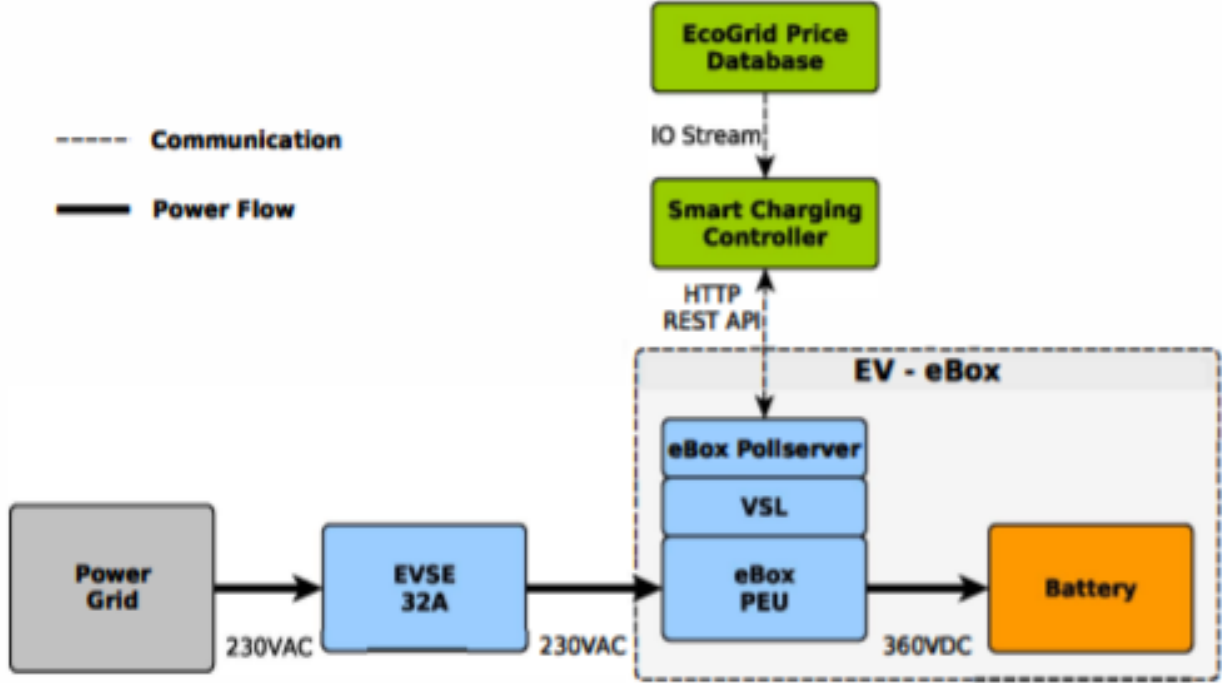 EcoGrid Price
Database
Communication
IO Stream
Power Flow
Smart Charging
Controller
HTTP
REST API
EV - eBox
eBox Pollserver
VSL
Power
Grid
EVSE
32A
eBox
PEU
Battery
230VAC
230VAC
360VDC